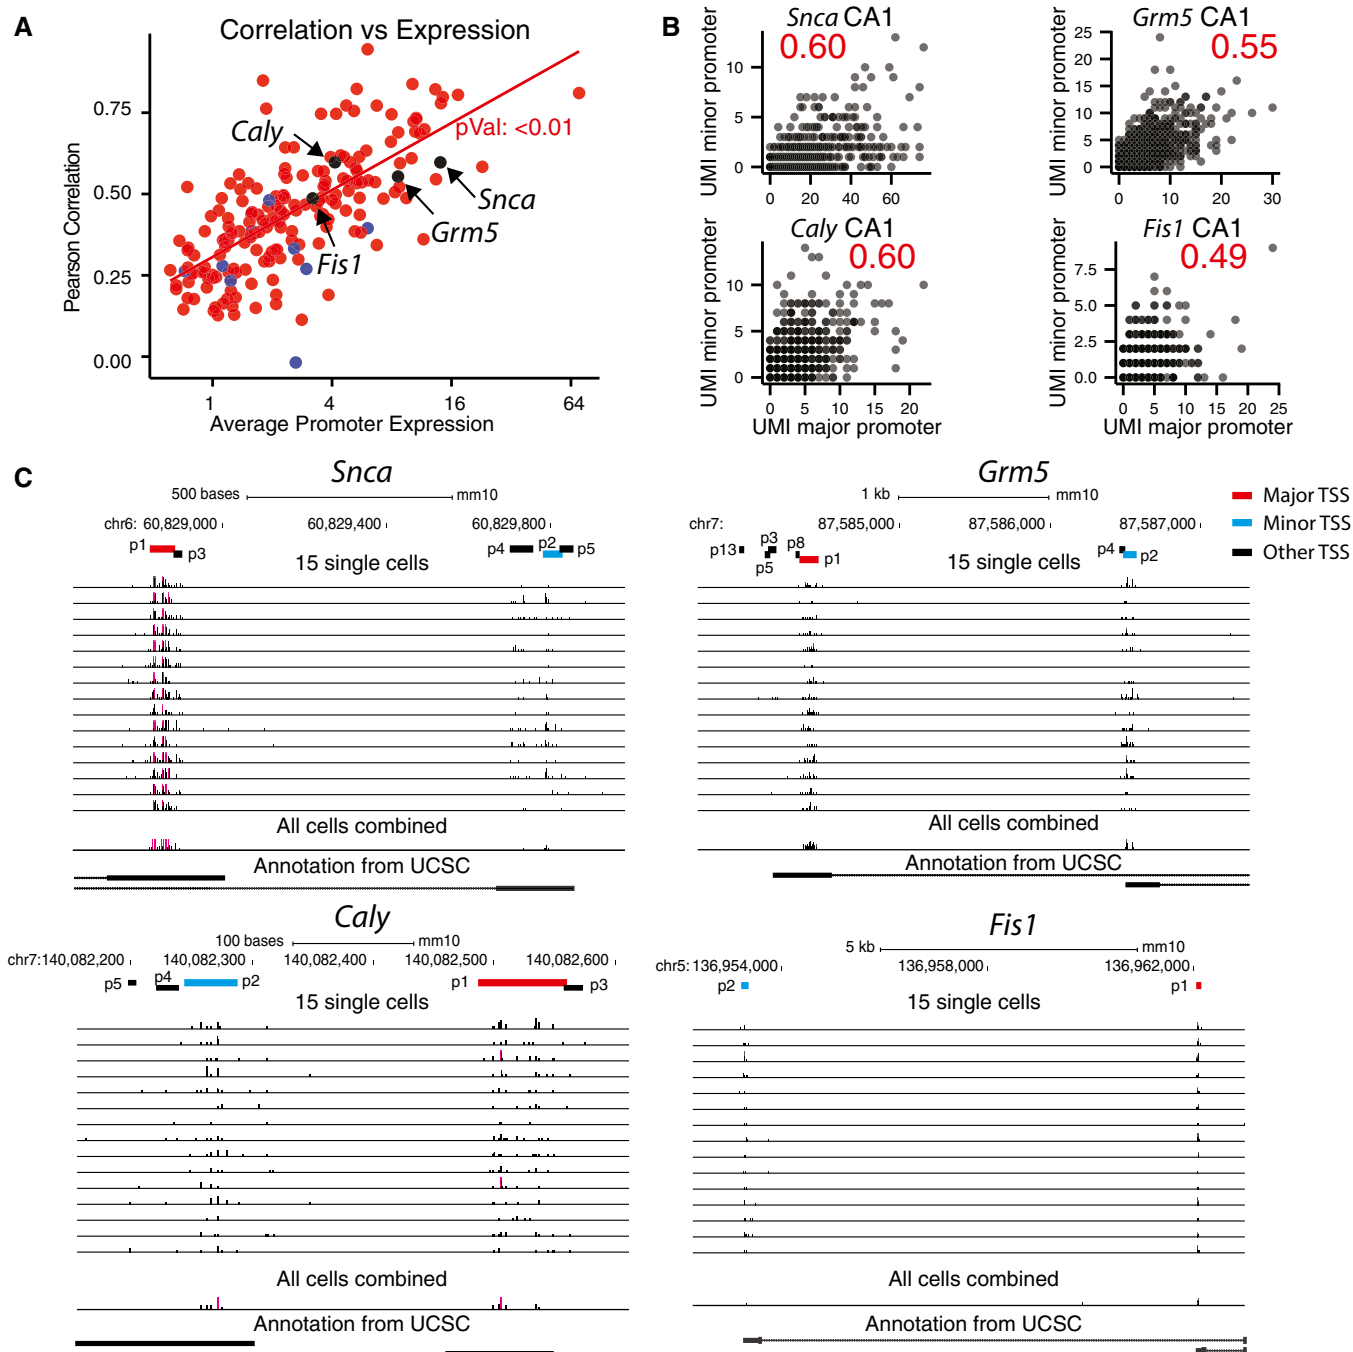 A
Correlation vs Expression
Pearson Correlation
0.75
0.50
0.25
0.00
Caly
pVal: <0.01
Snca
Grm5
Fis1
1 4 16 64
Average Promoter Expression
B
Snca CA1
0.60
UMI minor promoter
10
5
0
0 20 40 60
Grm5 CA1
0.55
UMI minor promoter
25
20
15
10
5
0
0 10 20 30
Caly CA1
0.60
UMI minor promoter
10
5
0
0 5 10 15 20
UMI major promoter
Fis1 CA1
0.49
UMI minor promoter
7.5
5.0
2.5
0.0
0 5 10 15 20 25
UMI major promoter
C
Snca
500 bases mm10
chr6: 60,829,000 60,829,400 60,829,800
p1 p3 p4 p2 p5
15 single cells
All cells combined
Annotation from UCSC
Grm5
1 kb mm10
chr7: 87,585,000 87,586,000 87,587,000
p13 p3 p5 p8 p1 p4 p2
15 single cells
All cells combined
Annotation from UCSC
Major TSS
Minor TSS
Other TSS
Caly
100 bases mm10
chr7:140,082,200 140,082,300 140,082,400 140,082,500 140,082,600
p5 p4 p2 p1 p3
15 single cells
All cells combined
Annotation from UCSC
Fis1
5 kb mm10
chr5: 136,954,000 136,958,000 136,962,000
p2 p1
15 single cells
All cells combined
Annotation from UCSC